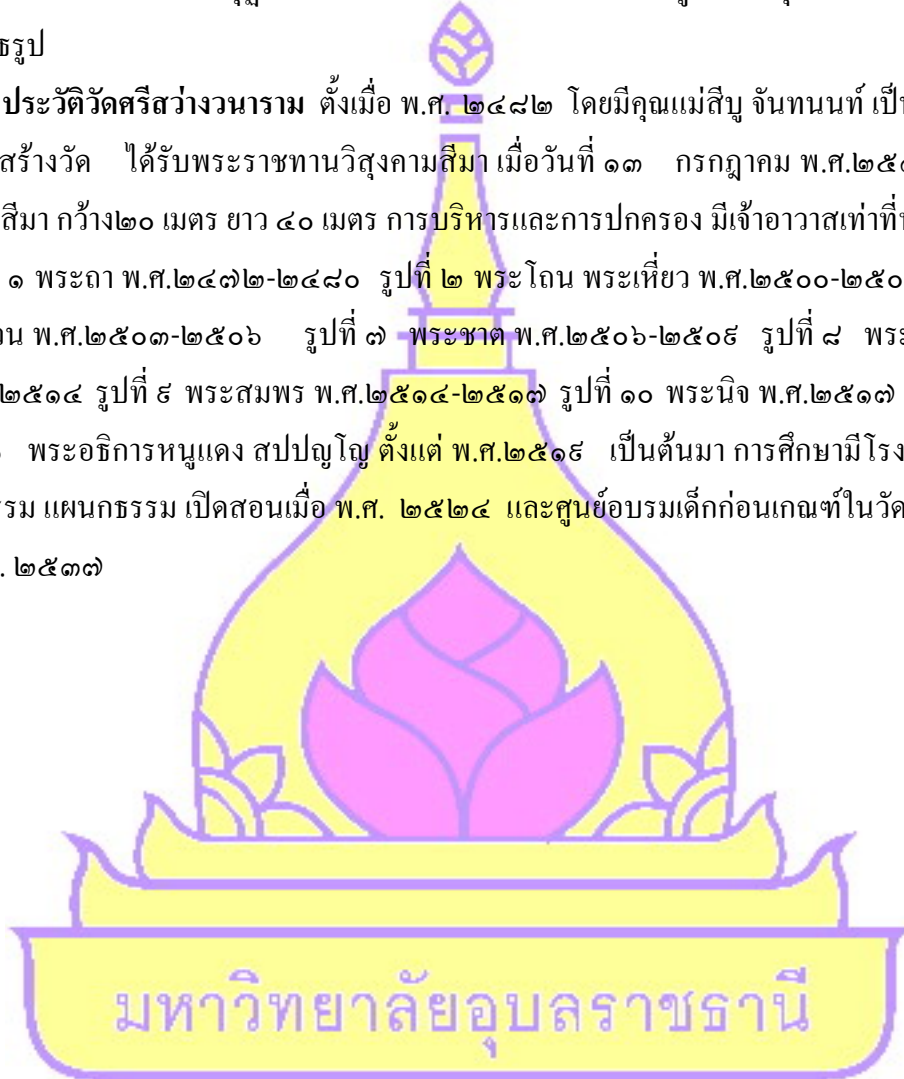 ธรูป
ประวัติวัดศรีสว่างวนาราม ตั้งเมื่อ พ.ศ. ๒๔๘๒ โดยมีคุณแม่สีบู จันทนนท์ เป็น
สร้างวัด ได้รับพระราชทานวิสุงคามสีมา เมื่อวันที่ ๑๓ กรกฎาคม พ.ศ.๒๕
สีมา กว้าง๒๐ เมตร ยาว ๔๐ เมตร การบริหารและการปกครอง มีเจ้าอาวาสเท่าที่
๑ พระถา พ.ศ.๒๔๗๒-๒๔๘๐ รูปที่ ๒ พระโถน พระเหี่ยว พ.ศ.๒๕๐๐-๒๕๐
วน พ.ศ.๒๕๐๓-๒๕๐๖ รูปที่ ๗ พระชาต พ.ศ.๒๕๐๖-๒๕๐๙ รูปที่ ๘ พระ
๒๕๑๔ รูปที่ ๙ พระสมพร พ.ศ.๒๕๑๔-๒๕๑๗ รูปที่ ๑๐ พระนิจ พ.ศ.๒๕๑๗
พระอธิการหนูแดง สปปญโญ ตั้งแต่ พ.ศ.๒๕๑๙ เป็นต้นมา การศึกษามีโรง
รรม แผนกธรรม เปิดสอนเมื่อ พ.ศ. ๒๕๒๔ และศูนย์อบรมเด็กก่อนเกณฑ์ในวัด
. ๒๕๓๗
มหาวิทยาลัยอุบลราชธานี